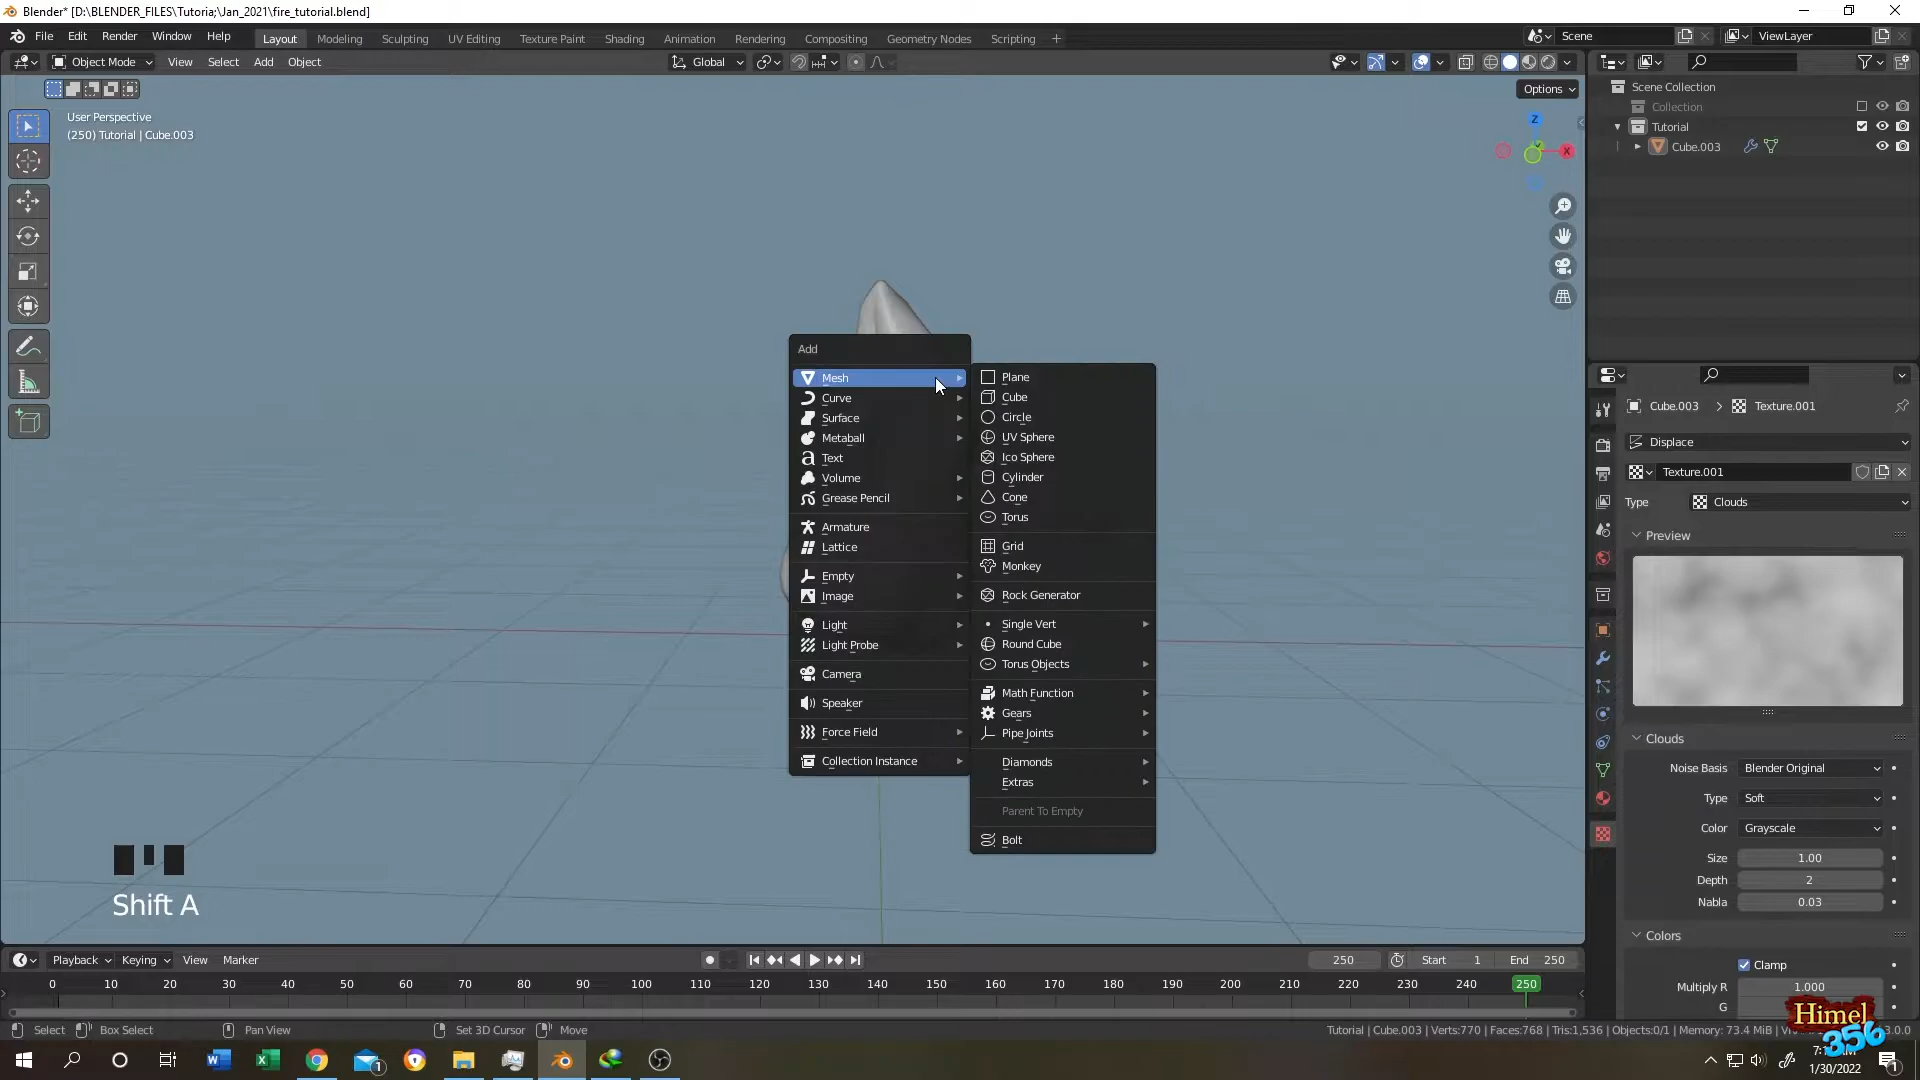 Blender* [D:\BLENDER_FILES\Tutoria;\Jan_2021\fire_tutorial.blend]
File Edit Render Window Help Layout Modeling Sculpting UV Editing Texture Paint Shading Animation Rendering Compositing Geometry Nodes Scripting + Scene ViewLayer
Object Mode View Select Add Object Global
Options
User Perspective
(250) Tutorial | Cube.003
Z
X
Scene Collection
Collection
Tutorial
Cube.003
Add
Mesh
Curve
Surface
Metaball
Text
Volume
Grease Pencil
Armature
Lattice
Empty
Image
Light
Light Probe
Camera
Speaker
Force Field
Collection Instance
Plane
Cube
Circle
UV Sphere
Ico Sphere
Cylinder
Cone
Torus
Grid
Monkey
Rock Generator
Single Vert
Round Cube
Torus Objects
Math Function
Gears
Pipe Joints
Diamonds
Extras
Parent To Empty
Bolt
Cube.003 > Texture.001
Displace
Texture.001
Type Clouds
Preview
Clouds
Noise Basis Blender Original
Type Soft
Color Grayscale
Size 1.00
Depth 2
Nabla 0.03
Colors
Clamp
Multiply R 1.000
G
Shift A
Playback Keying View Marker 250 Start 1 End 250
0 10 20 30 40 50 60 70 80 90 100 110 120 130 140 150 160 170 180 190 200 210 220 230 240 250
Select Box Select Pan View Set 3D Cursor Move Tutorial | Cube.003 | Verts:770 | Faces:768 | Tris:1,536 | Objects:0/1 | Memory: 73.4 MiB
Himel
356
1/30/2022